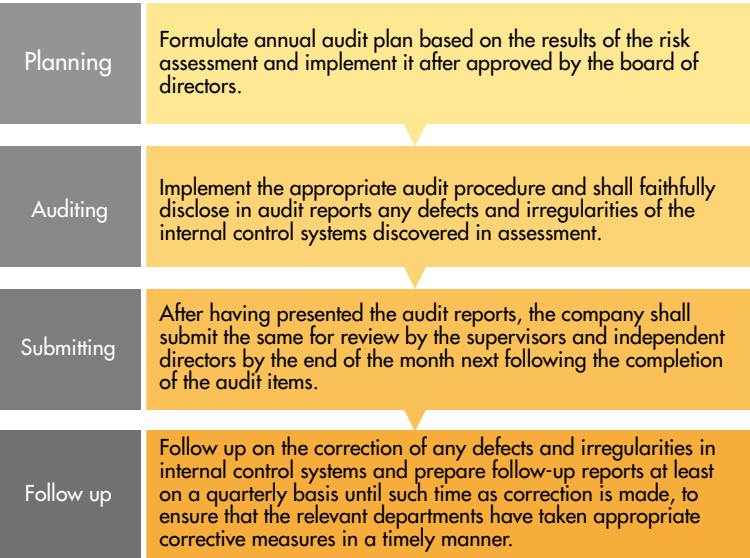 Planning
Formulate annual audit plan based on the results of the risk
assessment and implement it after approved by the board of
directors.
Auditing
Implement the appropriate audit procedure and shall faithfully
disclose in audit reports any defects and irregularities of the
internal control systems discovered in assessment.
Submitting
After having presented the audit reports, the company shall
submit the same for review by the supervisors and independent
directors by the end of the month next following the completion
of the audit items.
Follow up
Follow up on the correction of any defects and irregularities in
internal control systems and prepare follow-up reports at least
on a quarterly basis until such time as correction is made, to
ensure that the relevant departments have taken appropriate
corrective measures in a timely manner.